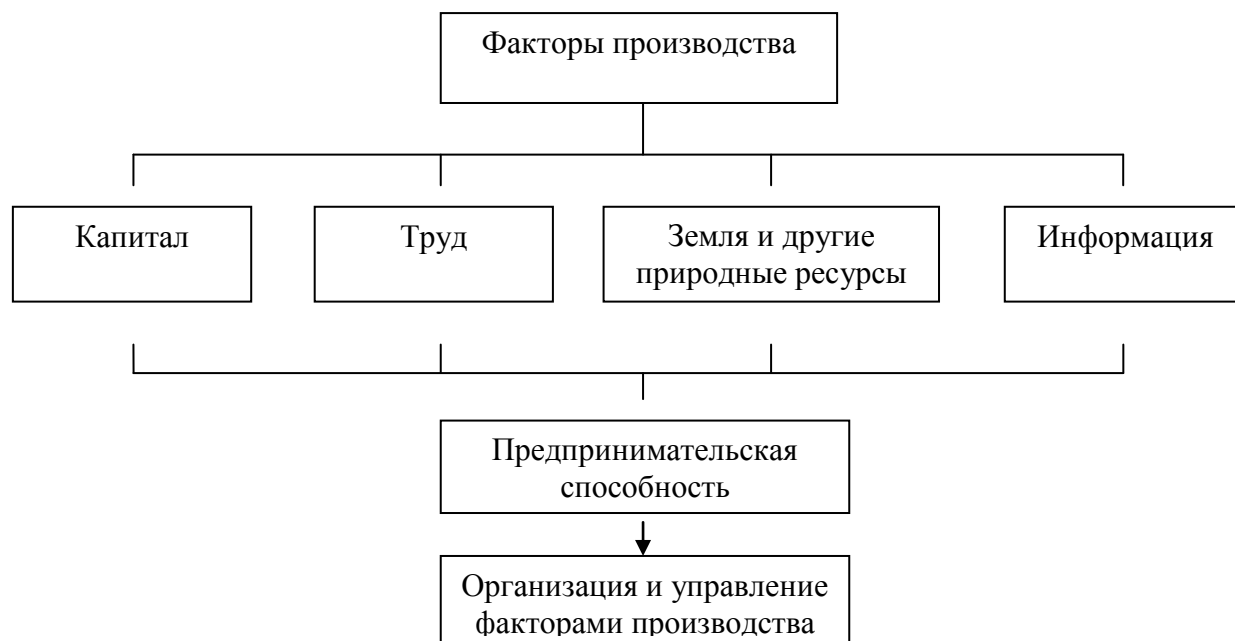 Факторы производства
Капитал
Труд
Земля и другие
природные ресурсы
Информация
Предпринимательская
способность
Организация и управление
факторами производства